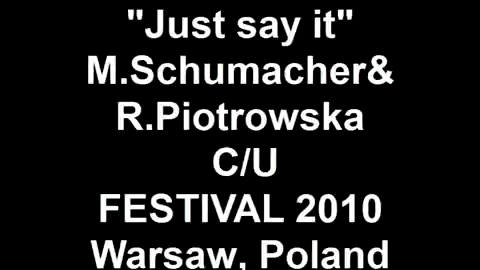 "Just say it"
M.Schumacher&
R.Piotrowska
C/U
FESTIVAL 2010
Warsaw, Poland